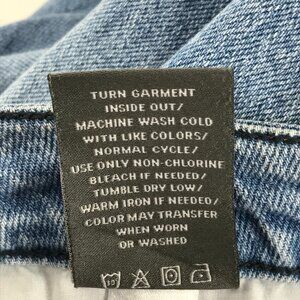 TURN GARMENT
INSIDE OUT/
MACHINE WASH COLD
WITH LIKE COLORS/
NORMAL CYCLE/
USE ONLY NON-CHLORINE
BLEACH IF NEEDED/
TUMBLE DRY LOW/
WARM IRON IF NEEDED/
COLOR MAY TRANSFER
WHEN WORN
OR WASHED